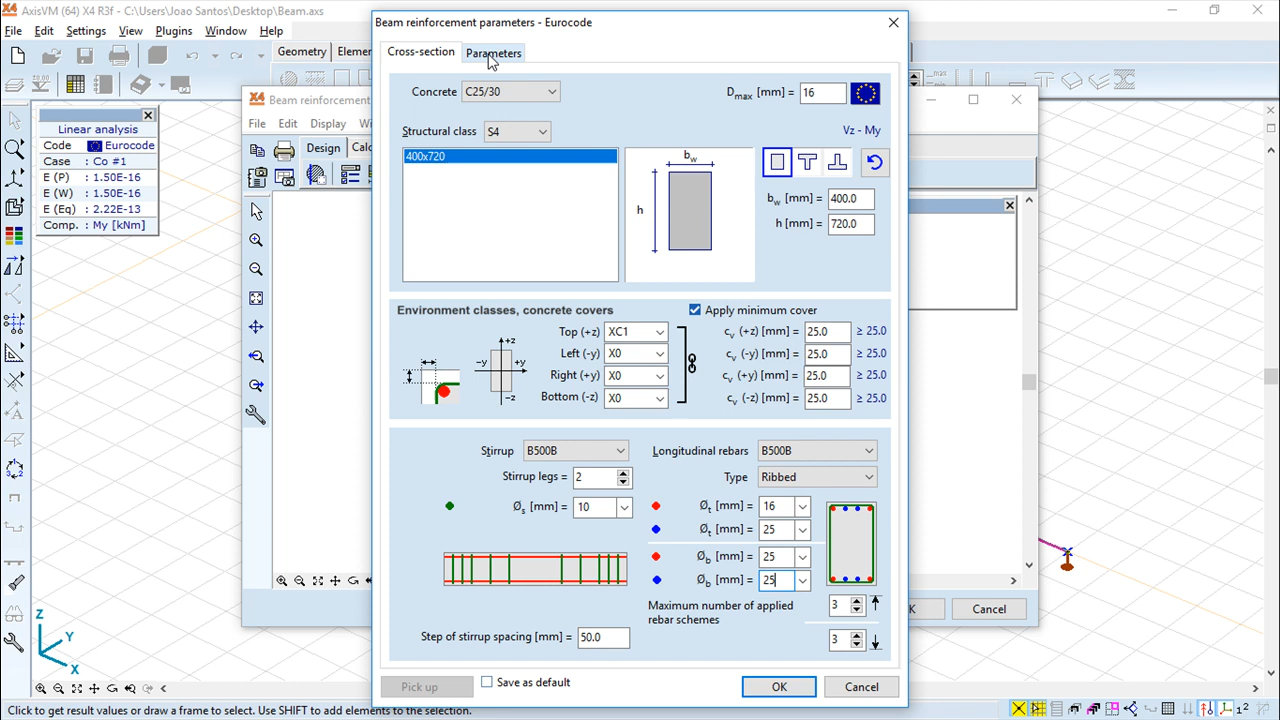 AxisVM (64) X4 R3f - C:\Users\Joao Santos\Desktop\Beam.axs
File Edit Settings View Plugins Window Help
Geometry Elemen
Linear analysis
Code : Eurocode
Case : Co #1
E (P) : 1.50E-16
E (W) : 1.50E-16
E (Eq) : 2.22E-13
Comp. : My [kNm]
Beam reinforcement
File Edit Display Wi
Design Calc
Beam reinforcement parameters - Eurocode
Cross-section Parameters
Concrete C25/30 Dmax [mm] = 16
Structural class S4 Vz - My
400x720
bw
h
bw [mm] = 400.0
h [mm] = 720.0
Environment classes, concrete covers Apply minimum cover
Top (+z) XC1 cv (+z) [mm] = 25.0 ≥ 25.0
Left (-y) X0 cv (-y) [mm] = 25.0 ≥ 25.0
Right (+y) X0 cv (+y) [mm] = 25.0 ≥ 25.0
Bottom (-z) X0 cv (-z) [mm] = 25.0 ≥ 25.0
+z
-y +y
-z
Stirrup B500B Longitudinal rebars B500B
Stirrup legs = 2 Type Ribbed
Øs [mm] = 10 Øt [mm] = 16
Øt [mm] = 25
Øb [mm] = 25
Øb [mm] = 25
Maximum number of applied 3
rebar schemes
Step of stirrup spacing [mm] = 50.0 3
Pick up Save as default OK Cancel
K Cancel
Z
Y
X
Click to get result values or draw a frame to select. Use SHIFT to add elements to the selection.